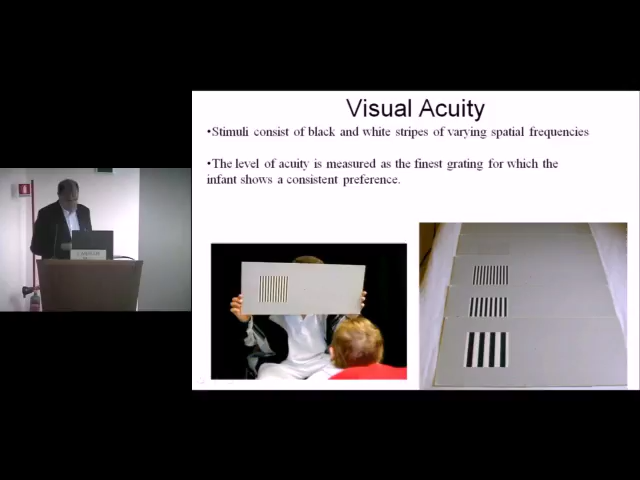 Visual Acuity
•Stimuli consist of black and white stripes of varying spatial frequencies
•The level of acuity is measured as the finest grating for which the
infant shows a consistent preference.